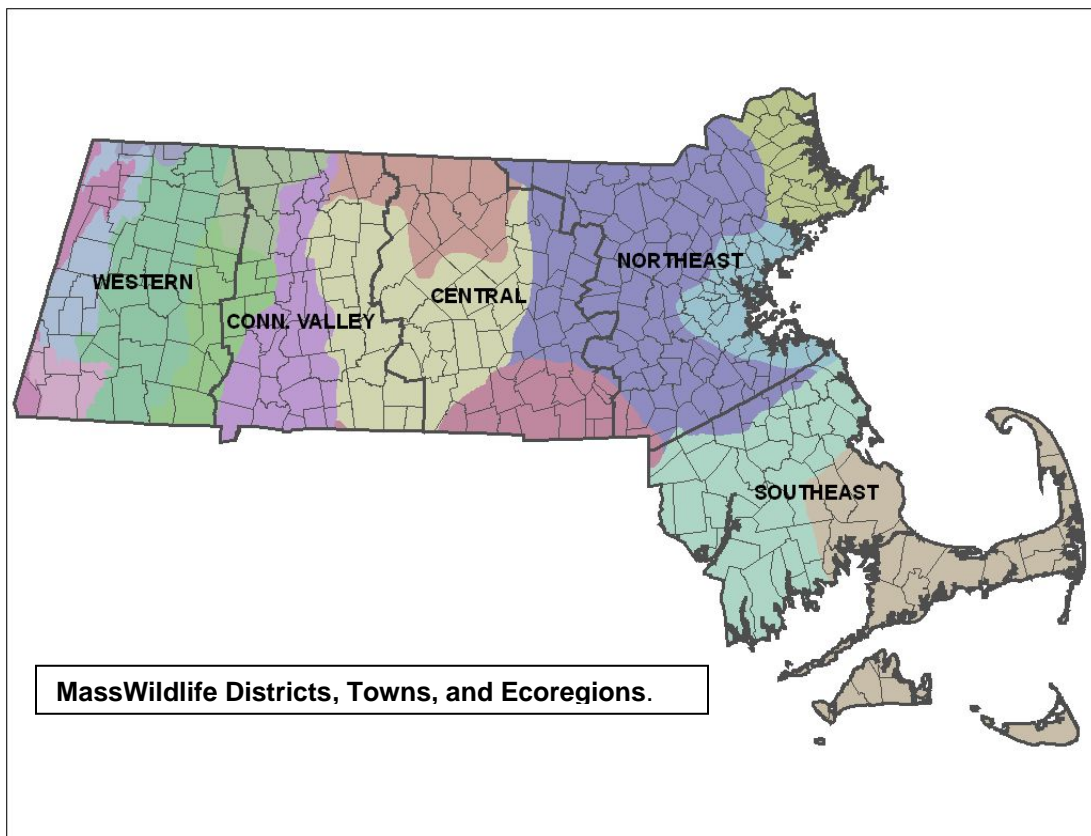 NORTHEAST
WESTERN
CENTRAL
CONN. VALLEY
SOUTHEAST
MassWildlife Districts, Towns, and Ecoregions.